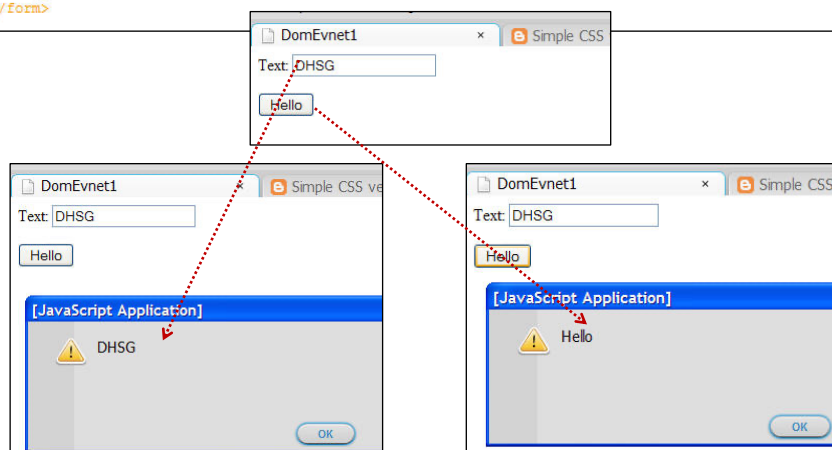 /form>
DomEvnet1 × Simple CSS
Text: DHSG
Hello
DomEvnet1 × Simple CSS ve
Text: DHSG
Hello
[JavaScript Application]
DHSG
OK
DomEvnet1 × Simple CSS
Text: DHSG
Hello
[JavaScript Application]
Hello
OK